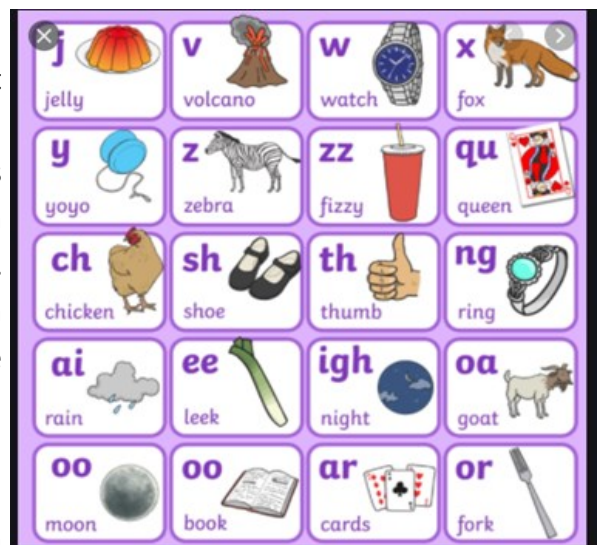 j
jelly
v
volcano
w
watch
x
fox
y
yoyo
z
zebra
zz
fizzy
qu
queen
ch
chicken
sh
shoe
th
thumb
ng
ring
ai
rain
ee
leek
igh
night
oa
goat
oo
moon
oo
book
ar
cards
or
fork